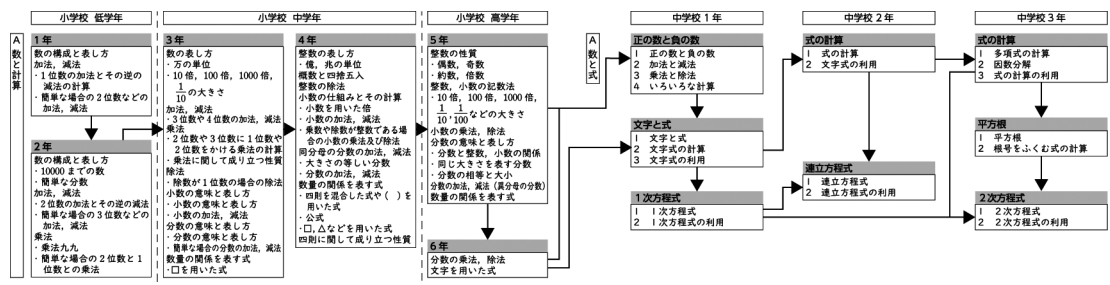 小学校 低学年
A 数と計算
1年
数の構成と表し方
加法，減法
・1位数の加法とその逆の
減法の計算
・簡単な場合の2位数などの
加法，減法
2年
数の構成と表し方
・10000までの数
・簡単な分数
加法，減法
・2位数の加法とその逆の減法
・簡単な場合の3位数などの
加法，減法
乗法
・乗法九九
・簡単な場合の2位数と1
位数との乗法
小学校 中学年
3年
数の表し方
・万の単位
・10倍，100倍，1000倍，
1/10の大きさ
加法，減法
・3位数や4位数の加法，減法
乗法
・2位数や3位数に1位数や
2位数をかける乗法の計算
・乗法に関して成り立つ性質
除法
・除数が1位数の場合の除法
小数の意味と表し方
・小数の意味と表し方
・小数の加法，減法
分数の意味と表し方
・分数の意味と表し方
・簡単な場合の分数の加法，減法
数量の関係を表す式
・□を用いた式
4年
整数の表し方
・億，兆の単位
概数と四捨五入
整数の除法
小数の仕組みとその計算
・小数を用いた倍
・小数の加法，減法
・乗数や除数が整数である場
合の小数の乗法及び除法
同分母の分数の加法，減法
・大きさの等しい分数
・分数の加法，減法
数量の関係を表す式
・四則を混合した式や（ ）を
用いた式
・公式
・□，△などを用いた式
四則に関して成り立つ性質
小学校 高学年
5年
整数の性質
・偶数，奇数
・約数，倍数
整数，小数の記数法
・10倍，100倍，1000倍，
1/10，1/100などの大きさ
小数の乗法，除法
分数の意味と表し方
・分数と整数，小数の関係
・同じ大きさを表す分数
・分数の相等と大小
分数の加法，減法（異分母の分数）
数量の関係を表す式
6年
分数の乗法，除法
文字を用いた式
A 数と式
中学校1年
正の数と負の数
1 正の数と負の数
2 加法と減法
3 乗法と除法
4 いろいろな計算
文字と式
1 文字と式
2 文字式の計算
3 文字式の利用
1次方程式
1 1次方程式
2 1次方程式の利用
中学校2年
式の計算
1 式の計算
2 文字式の利用
連立方程式
1 連立方程式
2 連立方程式の利用
中学校3年
式の計算
1 多項式の計算
2 因数分解
3 式の計算の利用
平方根
1 平方根
2 根号をふくむ式の計算
2次方程式
1 2次方程式
2 2次方程式の利用